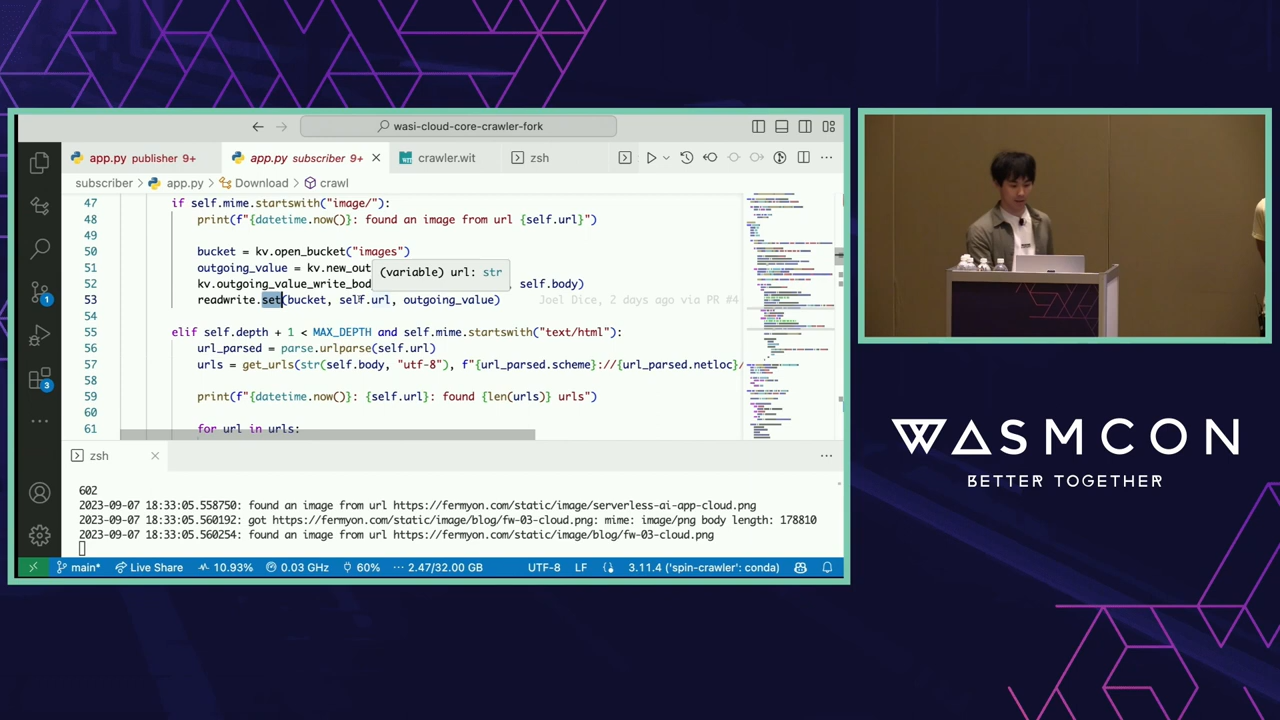 wasi-cloud-core-crawler-fork
app.py publisher 9+
app.py subscriber 9+
crawler.wit
zsh
subscriber > app.py > Download > crawl
47 if self.mime.startswith("image/"):
48 print(f"{datetime.now()}: found an image from url {self.url}")
49
50 bucket = kv.open_bucket("images")
51 outgoing_value = kv.new_out
(variable) url: str
52 kv.outgoing_value_write_body self.body)
53 readwrite.set(bucket, self.url, outgoing_value) oel Dice, 2 days ago via PR #4
54
55 elif self.depth + 1 < MAX_DEPTH and self.mime.startswith("text/html"):
56 url_parsed = parse.urlparse(self.url)
57 urls = get_urls(str(self.body, "utf-8"), f"{url_parsed.scheme}://{url_parsed.netloc}/
58
59 print(f"{datetime.now()}: {self.url}: found {len(urls)} urls")
60
61 for url in urls:
zsh
602
2023-09-07 18:33:05.558750: found an image from url https://fermyon.com/static/image/serverless-ai-app-cloud.png
2023-09-07 18:33:05.560192: got https://fermyon.com/static/image/blog/fw-03-cloud.png: mime: image/png body length: 178810
2023-09-07 18:33:05.560254: found an image from url https://fermyon.com/static/image/blog/fw-03-cloud.png
1
3
main* Live Share 10.93% 0.03 GHz 60% 2.47/32.00 GB UTF-8 LF 3.11.4 ('spin-crawler': conda)
WASMCON
BETTER TOGETHER